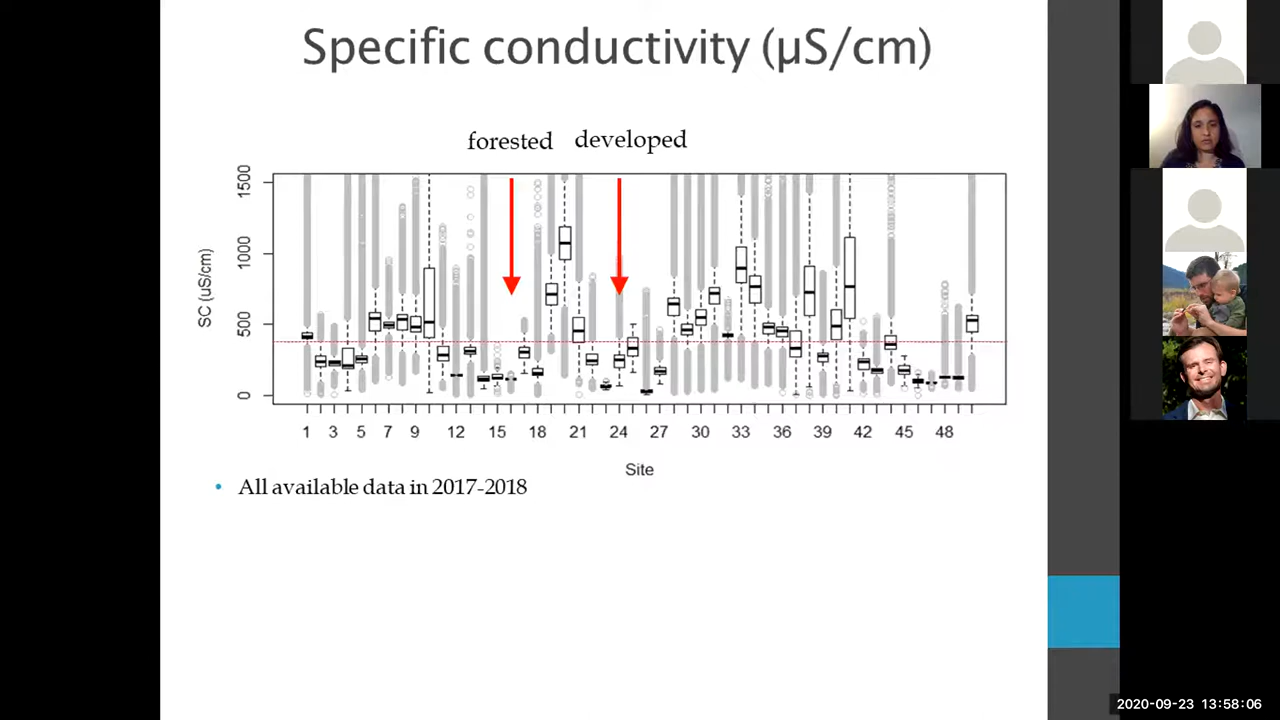 Specific conductivity (µS/cm)
forested developed
1500
1000
500
0
SC (uS/cm)
1 3 5 7 9 12 15 18 21 24 27 30 33 36 39 42 45 48
Site
• All available data in 2017-2018
2020-09-23 13:58:06